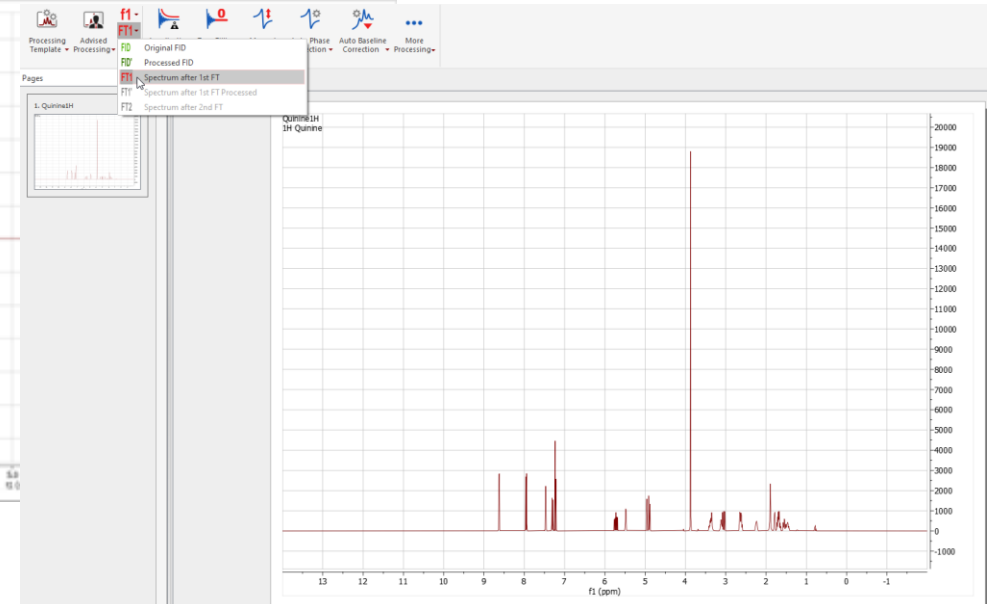 f1
FT1
Processing Template
Advised Processing
Phase
Auto Baseline Correction
More Processing
FID Original FID
FID' Processed FID
FT1 Spectrum after 1st FT
FT1' Spectrum after 1st FT Processed
FT2 Spectrum after 2nd FT
Pages
1. Quinine1H
Quinine1H
1H Quinine
20000
19000
18000
17000
16000
15000
14000
13000
12000
11000
10000
9000
8000
7000
6000
5000
4000
3000
2000
1000
0
-1000
13 12 11 10 9 8 7 6 5 4 3 2 1 0 -1
f1 (ppm)